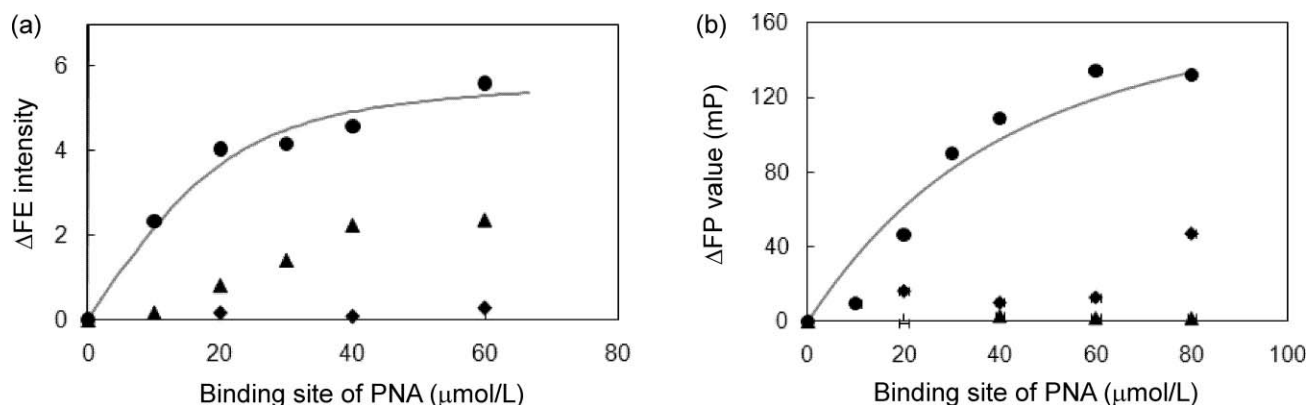 (a)
6
4
2
0
ΔFE intensity
0 20 40 60 80
Binding site of PNA (μmol/L)
(b)
160
120
80
40
0
ΔFP value (mP)
0 20 40 60 80 100
Binding site of PNA (μmol/L)